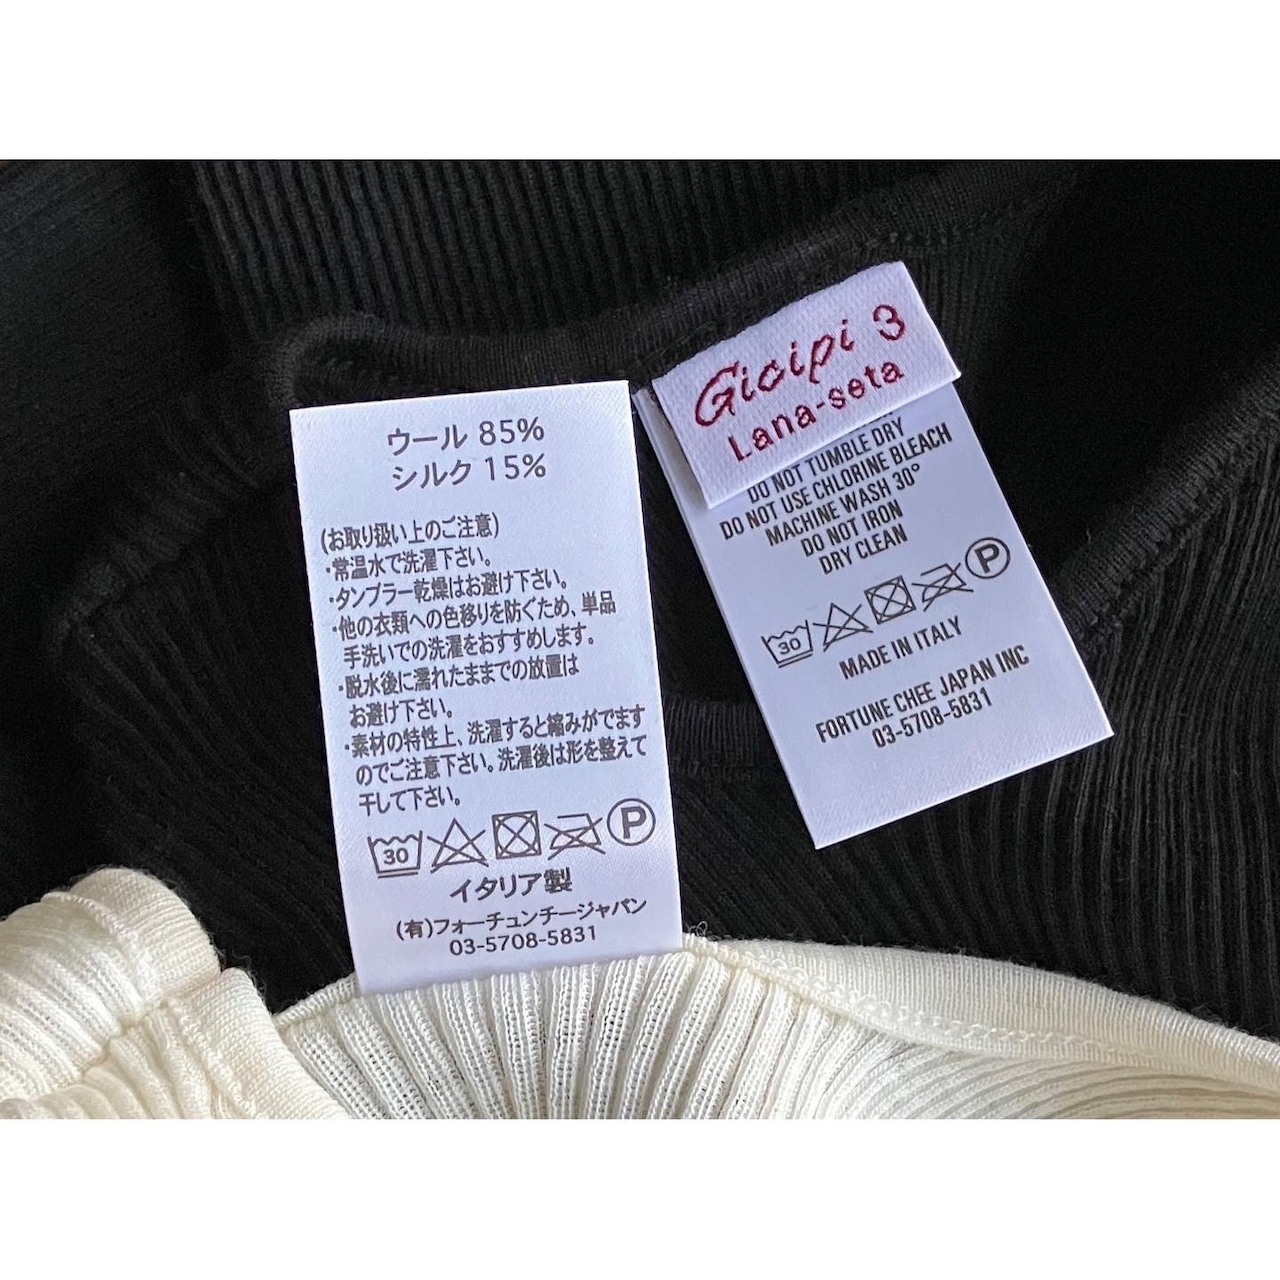 ウール 85%
シルク 15%
(お取り扱い上のご注意)
・常温水で洗濯下さい。
・タンブラー乾燥はお避け下さい。
・他の衣類への色移りを防ぐため、単品
手洗いでの洗濯をおすすめします。
・脱水後に濡れたままでの放置は
お避け下さい。
・素材の特性上、洗濯すると縮みがでます
のでご注意下さい。洗濯後は形を整えて
干して下さい。
30
P
イタリア製
(有)フォーチュンチージャパン
03-5708-5831
Gicipi 3
Lana-seta
DO NOT TUMBLE DRY
DO NOT USE CHLORINE BLEACH
MACHINE WASH 30°
DO NOT IRON
DRY CLEAN
30
P
MADE IN ITALY
FORTUNE CHEE JAPAN INC
03-5708-5831